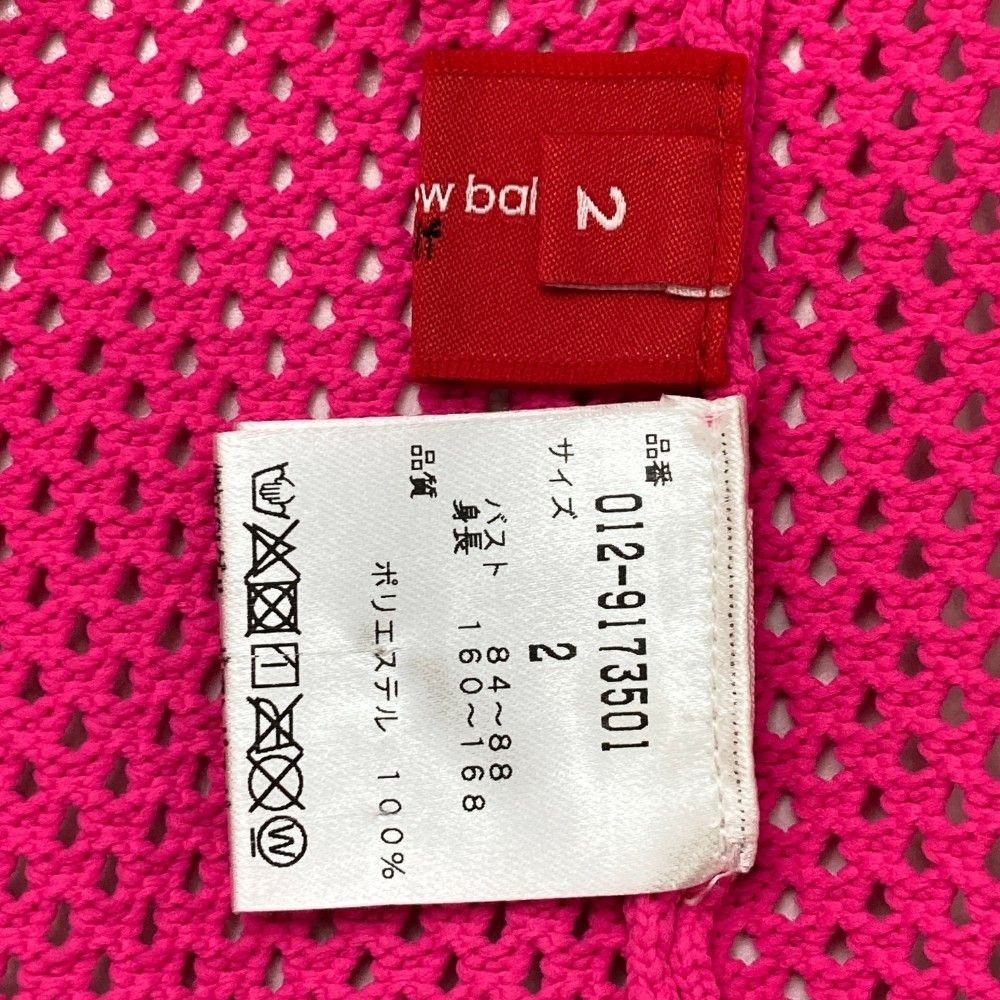 ow bal
2
品番
012-9173501
サイズ
2
バスト 84~88
身長 160~168
品質
ポリエステル 100%
W